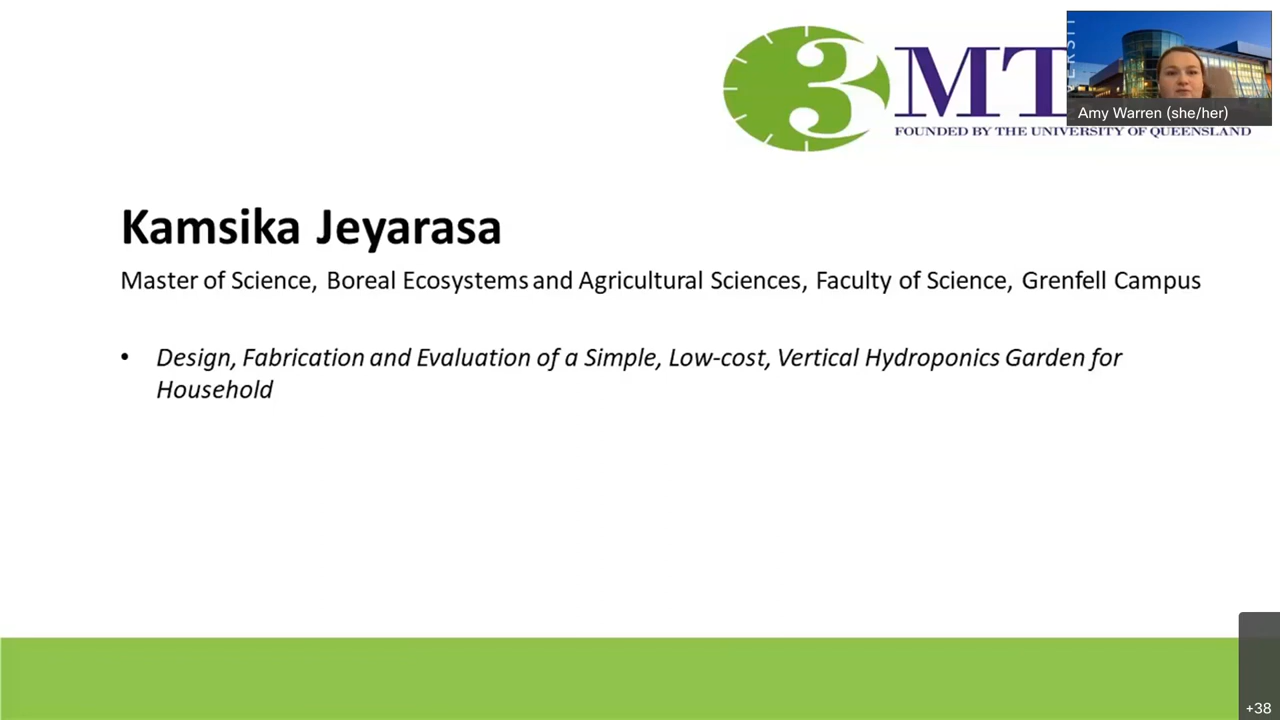 3MT
FOUNDED BY THE UNIVERSITY OF QUEENSLAND
Amy Warren (she/her)
Kamsika Jeyarasa
Master of Science, Boreal Ecosystems and Agricultural Sciences, Faculty of Science, Grenfell Campus
• Design, Fabrication and Evaluation of a Simple, Low-cost, Vertical Hydroponics Garden for
Household
+38